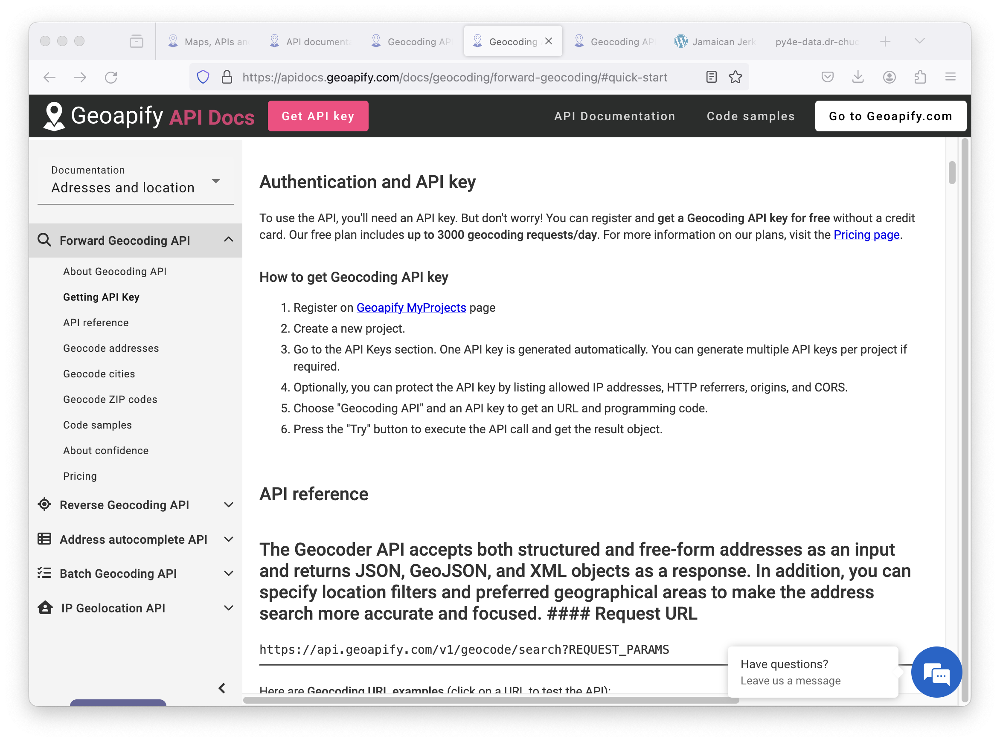 Maps, APIs an
API documenta
Geocoding AP
Geocoding
Geocoding AP
Jamaican Jerk
py4e-data.dr-chuc
https://apidocs.geoapify.com/docs/geocoding/forward-geocoding/#quick-start
Geoapify API Docs
Get API key
API Documentation
Code samples
Go to Geoapify.com
Documentation
Adresses and location
Forward Geocoding API
About Geocoding API
Getting API Key
API reference
Geocode addresses
Geocode cities
Geocode ZIP codes
Code samples
About confidence
Pricing
Reverse Geocoding API
Address autocomplete API
Batch Geocoding API
IP Geolocation API
Authentication and API key
To use the API, you'll need an API key. But don't worry! You can register and get a Geocoding API key for free without a credit
card. Our free plan includes up to 3000 geocoding requests/day. For more information on our plans, visit the Pricing page.
How to get Geocoding API key
1. Register on Geoapify MyProjects page
2. Create a new project.
3. Go to the API Keys section. One API key is generated automatically. You can generate multiple API keys per project if
required.
4. Optionally, you can protect the API key by listing allowed IP addresses, HTTP referrers, origins, and CORS.
5. Choose "Geocoding API" and an API key to get an URL and programming code.
6. Press the "Try" button to execute the API call and get the result object.
API reference
The Geocoder API accepts both structured and free-form addresses as an input
and returns JSON, GeoJSON, and XML objects as a response. In addition, you can
specify location filters and preferred geographical areas to make the address
search more accurate and focused. #### Request URL
https://api.geoapify.com/v1/geocode/search?REQUEST_PARAMS
Here are Geocoding URL examples (click on a URL to test the API):
Have questions?
Leave us a message